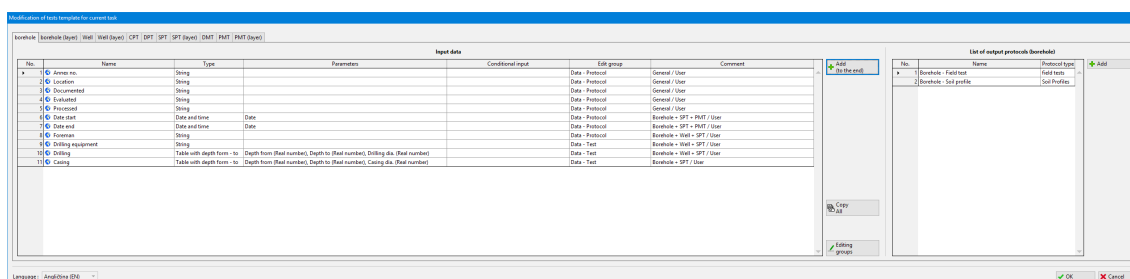 Modification of tests template for current task
borehole borehole (layer) Well Well (layer) CPT DPT SPT SPT (layer) DMT PMT PMT (layer)
Input data
No. Name Type Parameters Conditional input Edit group Comment
1 Annex no. String Data - Protocol General / User
2 Location String Data - Protocol General / User
3 Documented String Data - Protocol General / User
4 Evaluated String Data - Protocol General / User
5 Processed String Data - Protocol General / User
6 Date start Date and time Date Data - Protocol Borehole + SPT + PMT / User
7 Date end Date and time Date Data - Protocol Borehole + SPT + PMT / User
8 Foreman String Data - Protocol Borehole + Well + SPT / User
9 Drilling equipment String Data - Test Borehole + Well + SPT / User
10 Drilling Table with depth form - to Depth from (Real number), Depth to (Real number), Drilling dia. (Real number) Data - Test Borehole + Well + SPT / User
11 Casing Table with depth form - to Depth from (Real number), Depth to (Real number), Casing dia. (Real number) Data - Test Borehole + SPT / User
Add
(to the end)
Copy
All
Editing
groups
List of output protocols (borehole)
No. Name Protocol type
1 Borehole - Field test field tests
2 Borehole - Soil profile Soil Profiles
Add
Language: Angličtina (EN)
OK Cancel